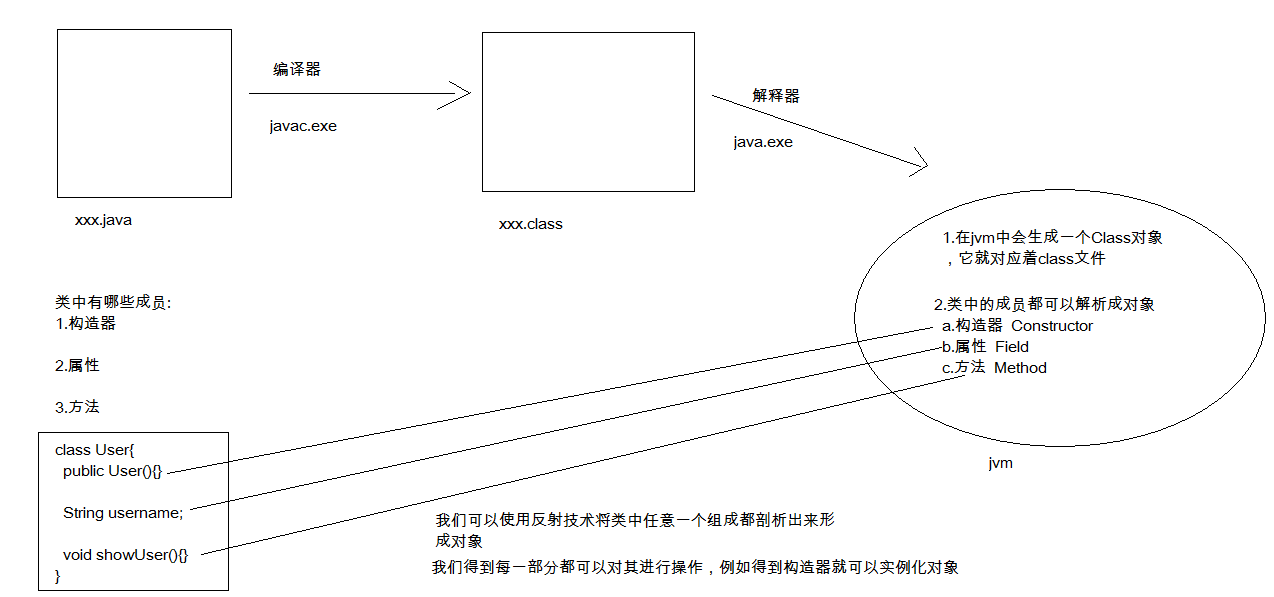 编译器
javac.exe
xxx.java
xxx.class
解释器
java.exe
1.在jvm中会生成一个Class对象
，它就对应着class文件
2.类中的成员都可以解析成对象
a.构造器 Constructor
b.属性 Field
c.方法 Method
jvm
类中有哪些成员:
1.构造器
2.属性
3.方法
class User{
public User(){}
String username;
void showUser(){}
}
我们可以使用反射技术将类中任意一个组成都剖析出来形
成对象
我们得到每一部分都可以对其进行操作，例如得到构造器就可以实例化对象